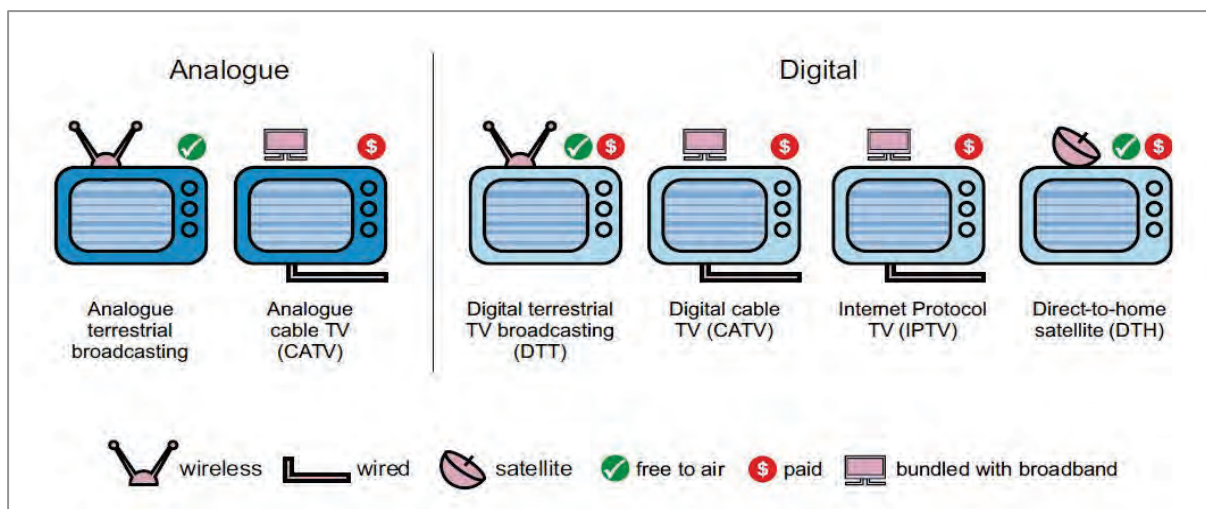 Analogue
Digital
$
$
$
$
$
Analogue
terrestrial
broadcasting
Analogue
cable TV
(CATV)
Digital terrestrial
TV broadcasting
(DTT)
Digital cable
TV (CATV)
Internet Protocol
TV (IPTV)
Direct-to-home
satellite (DTH)
wireless
wired
satellite
free to air
$ paid
bundled with broadband